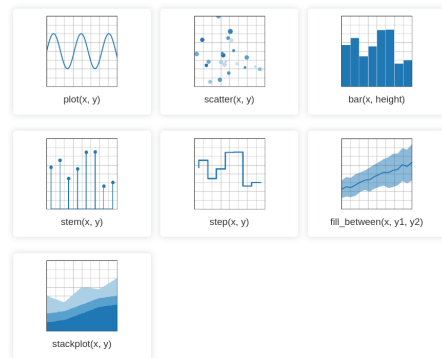 plot(x, y)
scatter(x, y)
bar(x, height)
stem(x, y)
step(x, y)
fill_between(x, y1, y2)
stackplot(x, y)